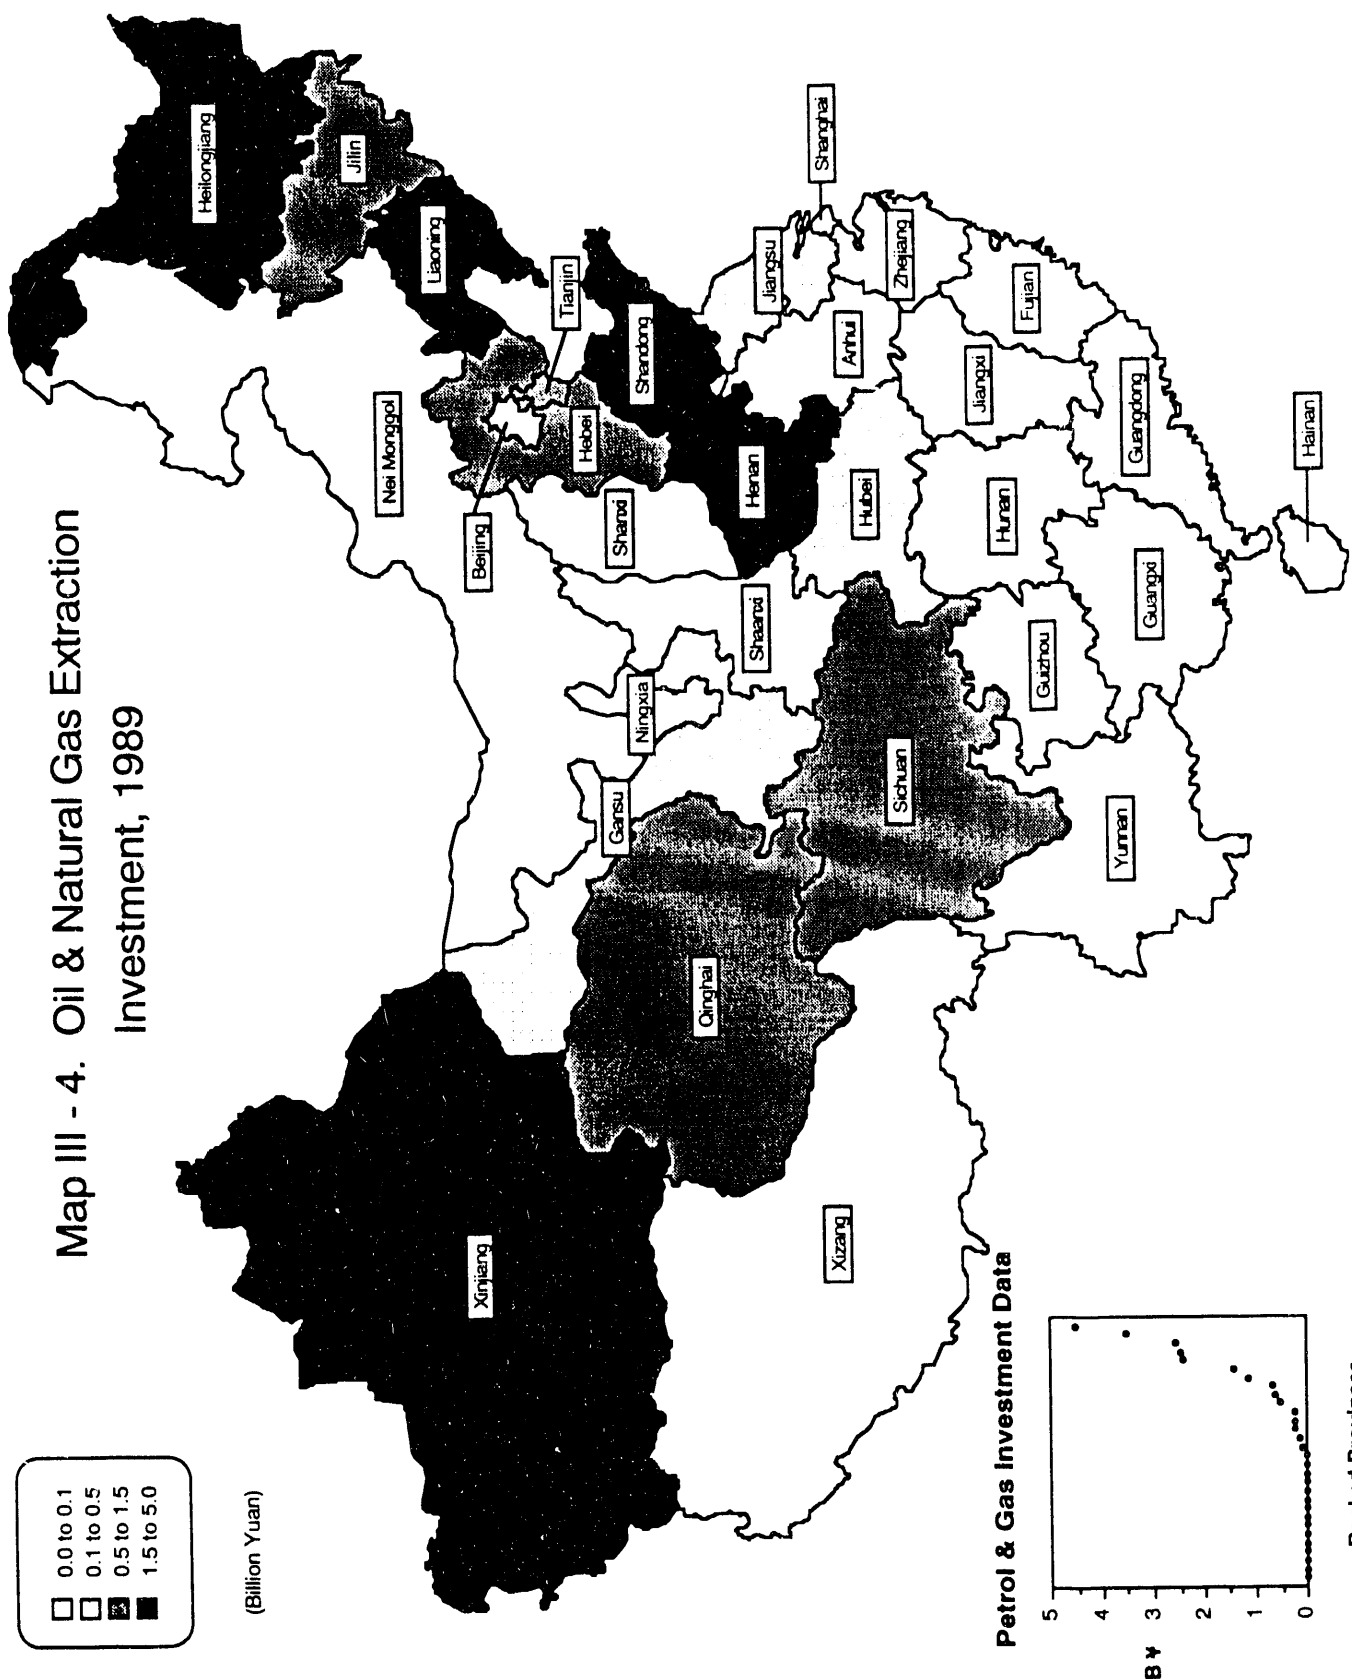 Map III - 4. Oil & Natural Gas Extraction
Investment, 1989
0.0 to 0.1
0.1 to 0.5
0.5 to 1.5
1.5 to 5.0
(Billion Yuan)
Heilongjiang
Jilin
Liaoning
Nei Monggol
Beijing
Tianjin
Hebei
Shanxi
Shandong
Henan
Xinjiang
Gansu
Ningxia
Shaanxi
Qinghai
Xizang
Sichuan
Hubei
Anhui
Jiangsu
Shanghai
Zhejiang
Jiangxi
Fujian
Hunan
Guizhou
Yunnan
Guangxi
Guangdong
Hainan
Petrol & Gas Investment Data
5
4
3
2
1
0
B ¥